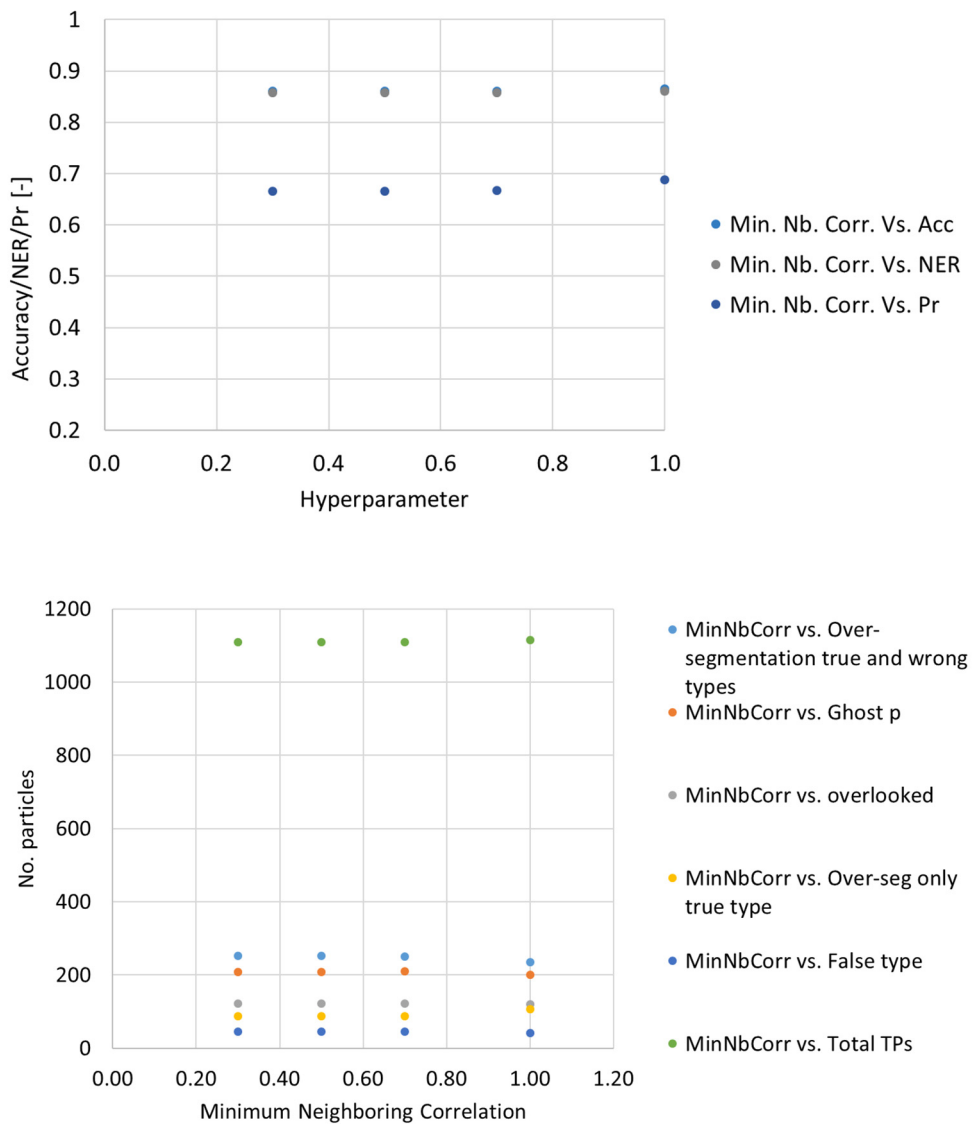 1
0.9
0.8
0.7
0.6
0.5
0.4
0.3
0.2
Accuracy/NER/Pr [-]
0.0 0.2 0.4 0.6 0.8 1.0
Hyperparameter
Min. Nb. Corr. Vs. Acc
Min. Nb. Corr. Vs. NER
Min. Nb. Corr. Vs. Pr
1200
1000
800
600
400
200
0
No. particles
0.00 0.20 0.40 0.60 0.80 1.00 1.20
Minimum Neighboring Correlation
MinNbCorr vs. Over-
segmentation true and wrong
types
MinNbCorr vs. Ghost p
MinNbCorr vs. overlooked
MinNbCorr vs. Over-seg only
true type
MinNbCorr vs. False type
MinNbCorr vs. Total TPs